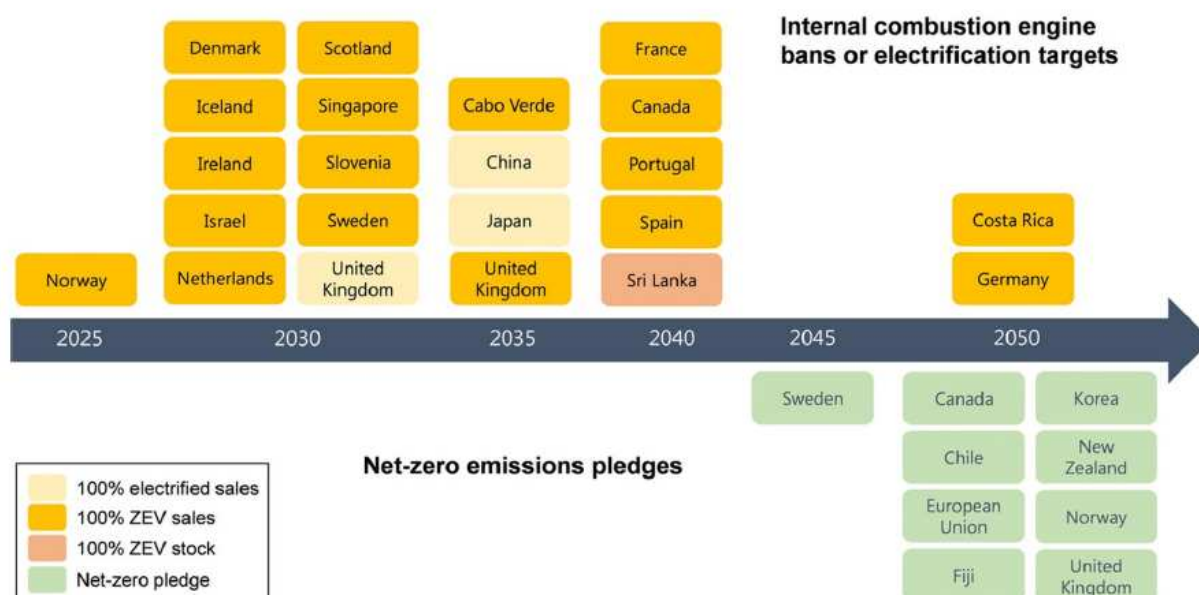 Internal combustion engine
bans or electrification targets
Denmark
Scotland
France
Iceland
Singapore
Cabo Verde
Canada
Ireland
Slovenia
China
Portugal
Israel
Sweden
Japan
Spain
Costa Rica
Norway
Netherlands
United
Kingdom
United
Kingdom
Sri Lanka
Germany
2025
2030
2035
2040
2045
2050
Sweden
Canada
Korea
Net-zero emissions pledges
Chile
New
Zealand
European
Union
Norway
Fiji
United
Kingdom
100% electrified sales
100% ZEV sales
100% ZEV stock
Net-zero pledge